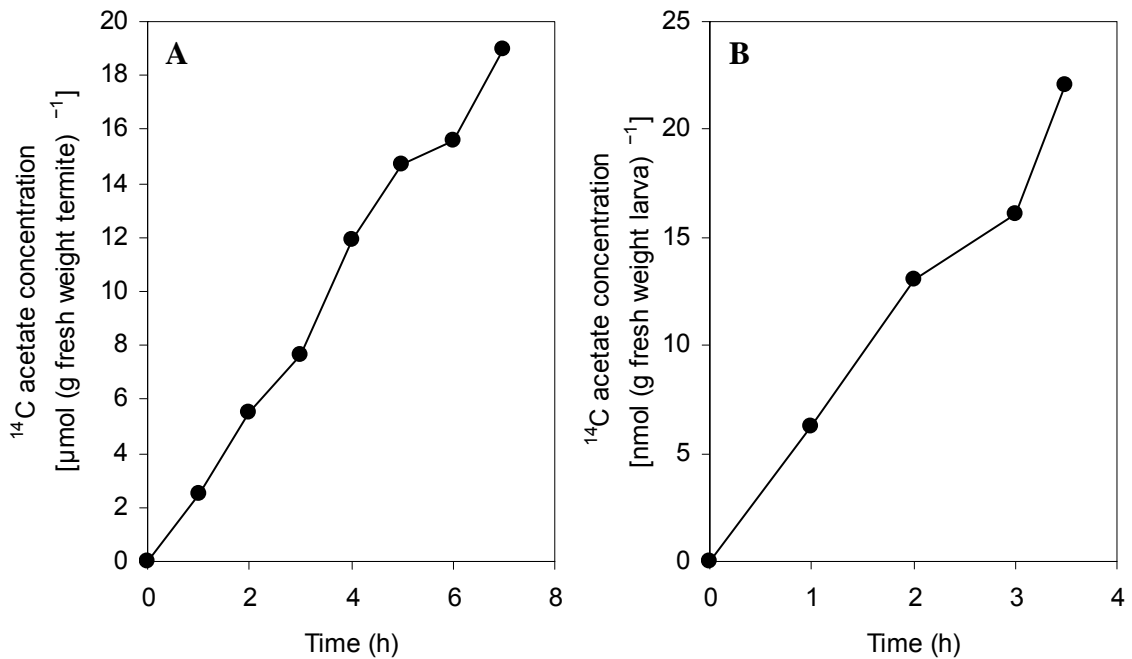 A
20
18
16
14
12
10
8
6
4
2
0
0 2 4 6 8
Time (h)
¹⁴C acetate concentration
[µmol (g fresh weight termite) ⁻¹
B
25
20
15
10
5
0
0 1 2 3 4
Time (h)
¹⁴C acetate concentration
[nmol (g fresh weight larva) ⁻¹